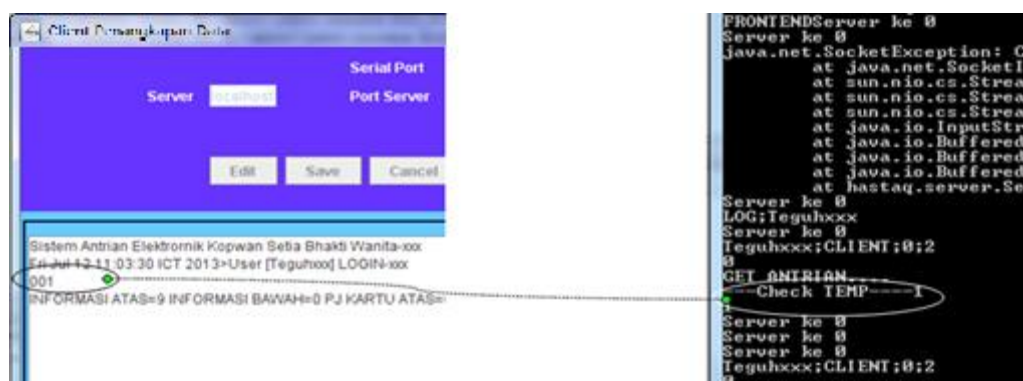 Client Penangkapan Data
Serial Port
Server localhost Port Server
Edit Save Cancel
Sistem Antrian Elektrornik Kopwan Setia Bhakti Wanita-xxx
Fri Jul 12 11:03:30 ICT 2013>User [Teguhxxx] LOGIN-xxx
001
INFORMASI ATAS=9 INFORMASI BAWAH=0 PJ KARTU ATAS=
FRONTENDServer ke 0
Server ke 0
java.net.SocketException: C
at java.net.SocketI
at sun.nio.cs.Strea
at sun.nio.cs.Strea
at sun.nio.cs.Strea
at java.io.InputStr
at java.io.Buffered
at java.io.Buffered
at java.io.Buffered
at hastaq.server.Se
Server ke 0
LOG;Teguhxxx
Server ke 0
Teguhxxx;CLIENT;0;2
0
GET ANTRIAN....
---Check TEMP----I
1
Server ke 0
Server ke 0
Server ke 0
Teguhxxx;CLIENT;0;2
0